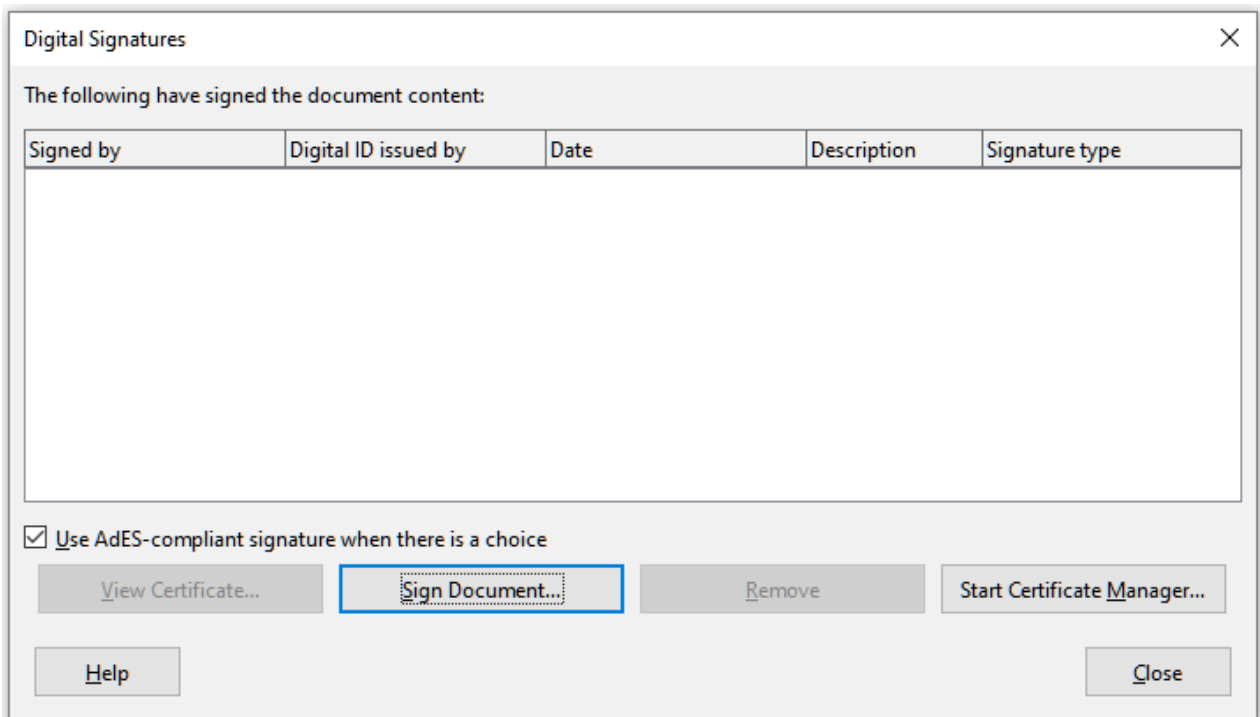 Digital Signatures
The following have signed the document content:
Signed by Digital ID issued by Date Description Signature type
Use AdES-compliant signature when there is a choice
View Certificate... Sign Document... Remove Start Certificate Manager...
Help Close